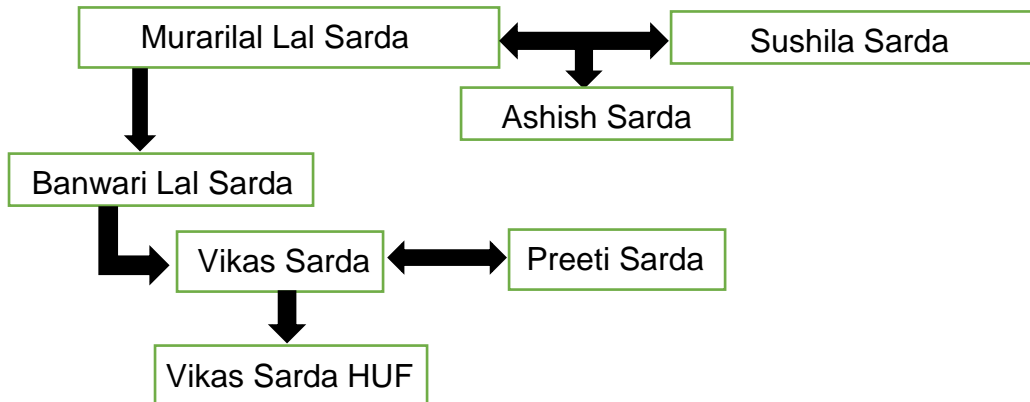 Murarilal Lal Sarda
Sushila Sarda
Ashish Sarda
Banwari Lal Sarda
Vikas Sarda
Preeti Sarda
Vikas Sarda HUF